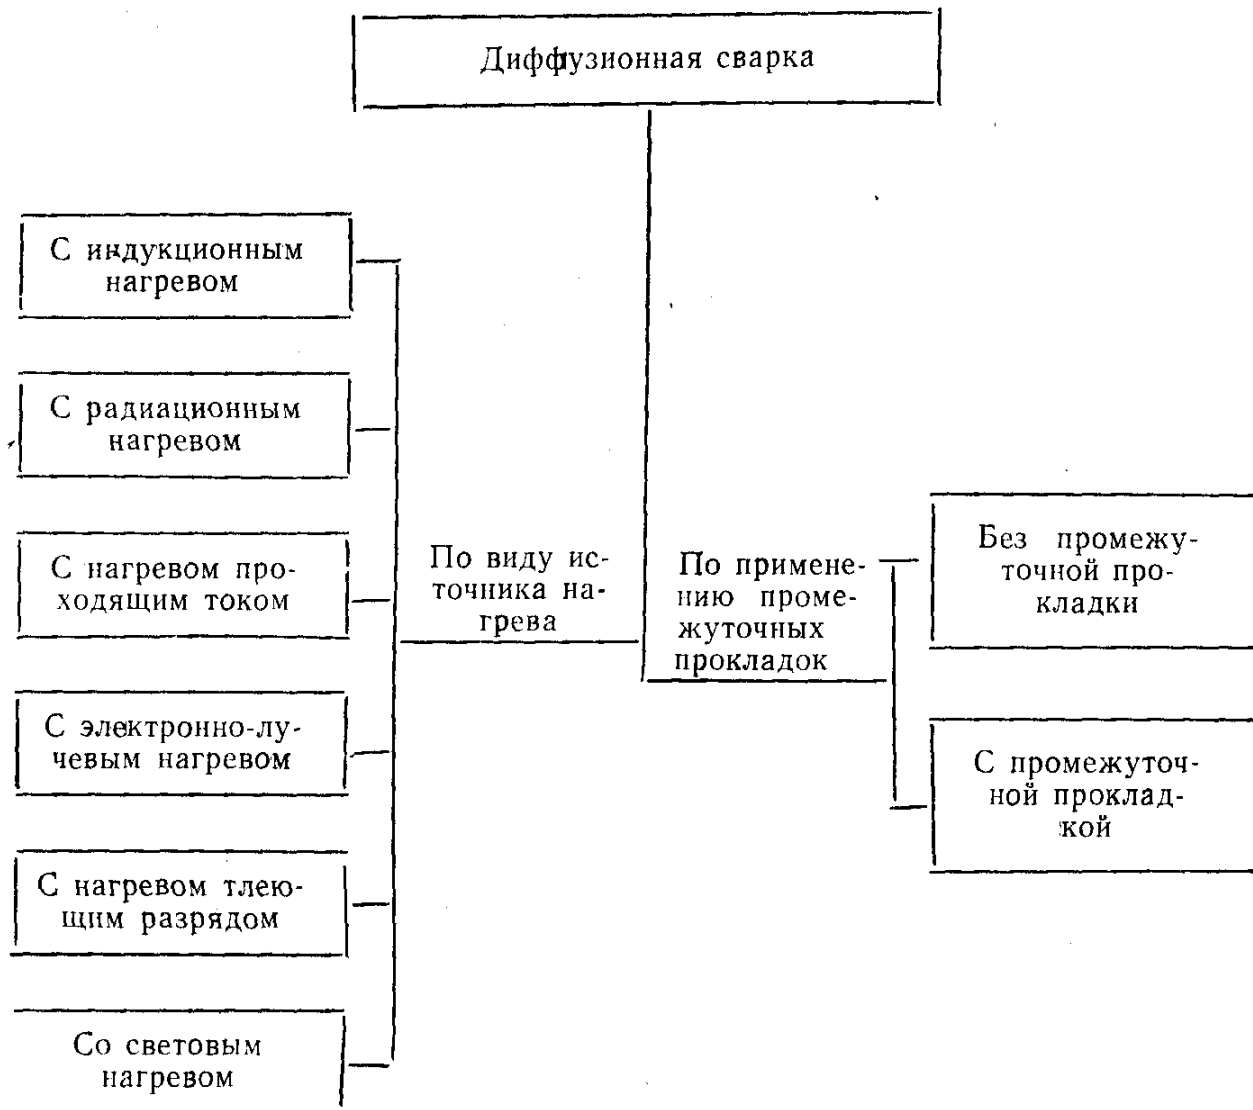 Диффузионная сварка
С индукционным
нагревом
С радиационным
нагревом
С нагревом про-
ходящим током
С электронно-лу-
чевым нагревом
С нагревом тлею-
щим разрядом
Со световым
нагревом
По виду ис-
точника на-
грева
По примене-
нию проме-
жуточных
прокладок
Без промежу-
точной про-
кладки
С промежуточ-
ной проклад-
кой